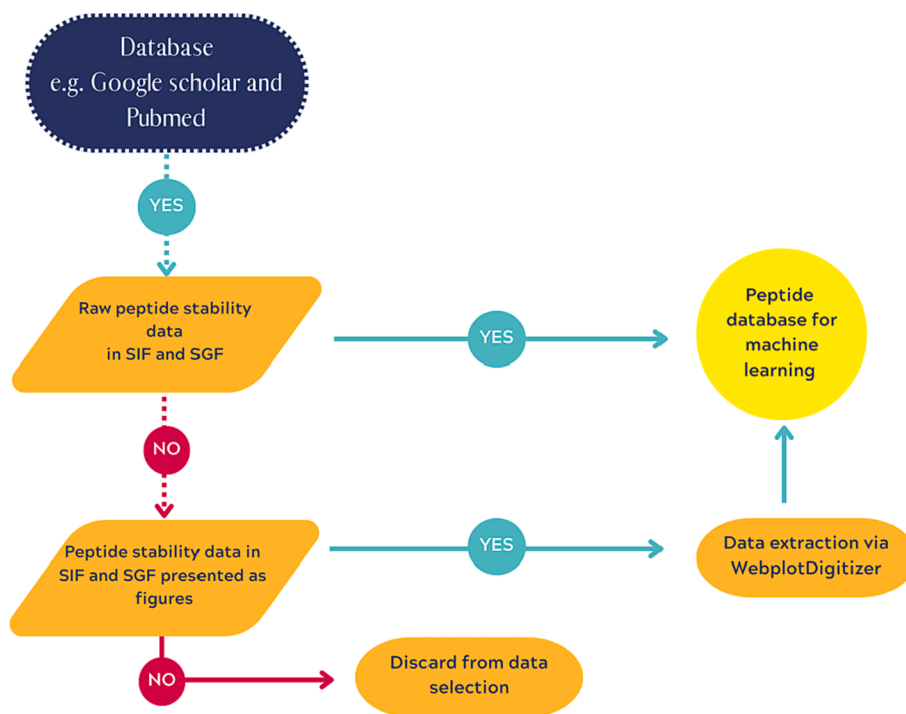 Database
e.g. Google scholar and
Pubmed
YES
Raw peptide stability
data
in SIF and SGF
YES
Peptide
database for
machine
learning
NO
Peptide stability data in
SIF and SGF presented as
figures
YES
Data extraction via
WebplotDigitizer
NO
Discard from data
selection